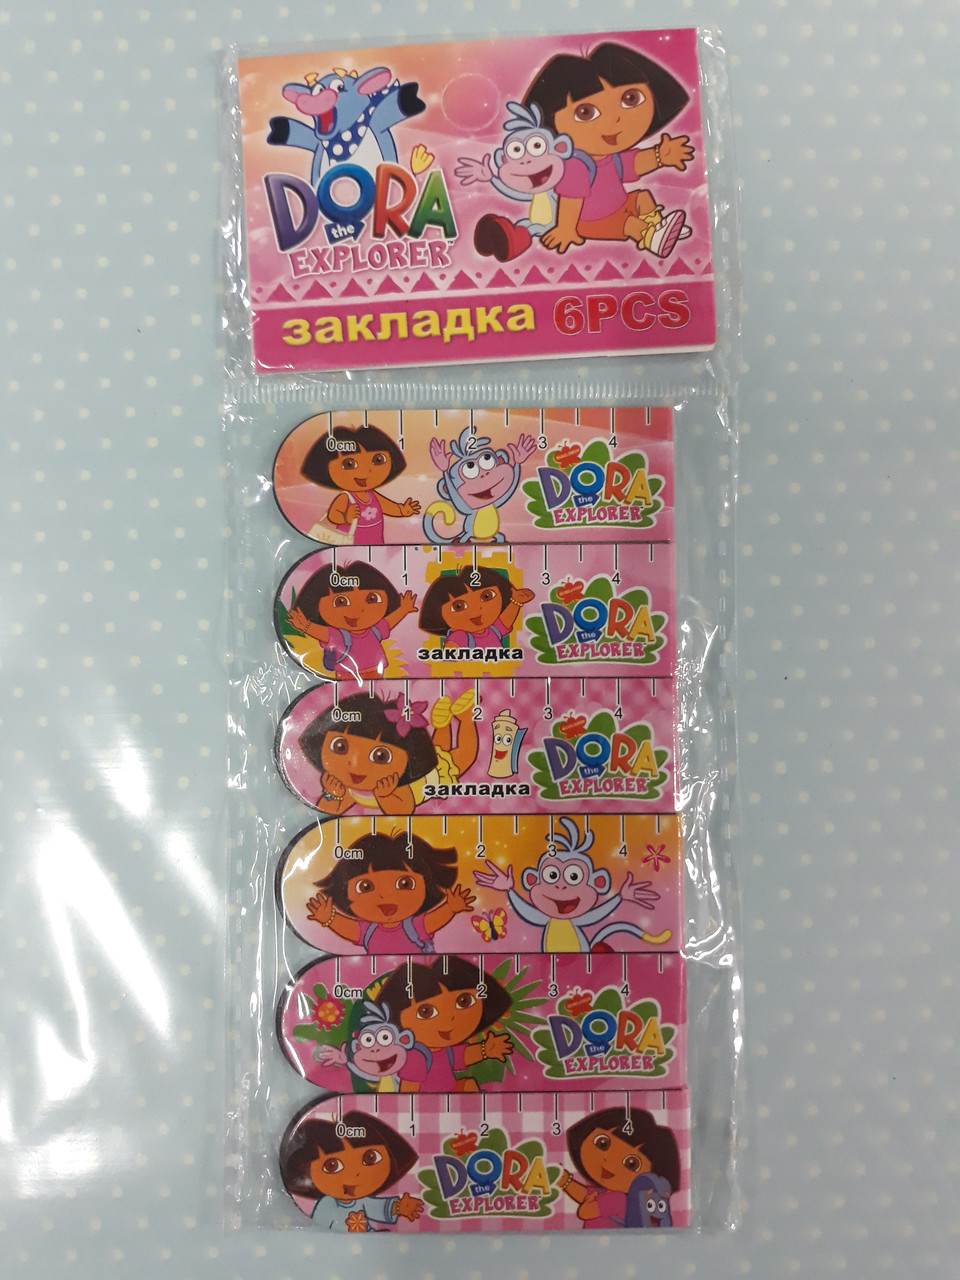 DORA
the
EXPLORER™
закладка 6PCS
0cm 1 2 3 4
DORA
the
EXPLORER
0cm 1 2 3 4
DORA
the
EXPLORER
закладка
0cm 1 2 3 4
DORA
the
EXPLORER
закладка
0cm 1 2 3 4
0cm 1 2 3 4
DORA
the
EXPLORER
0cm 1 2 3 4
DORA
the
EXPLORER